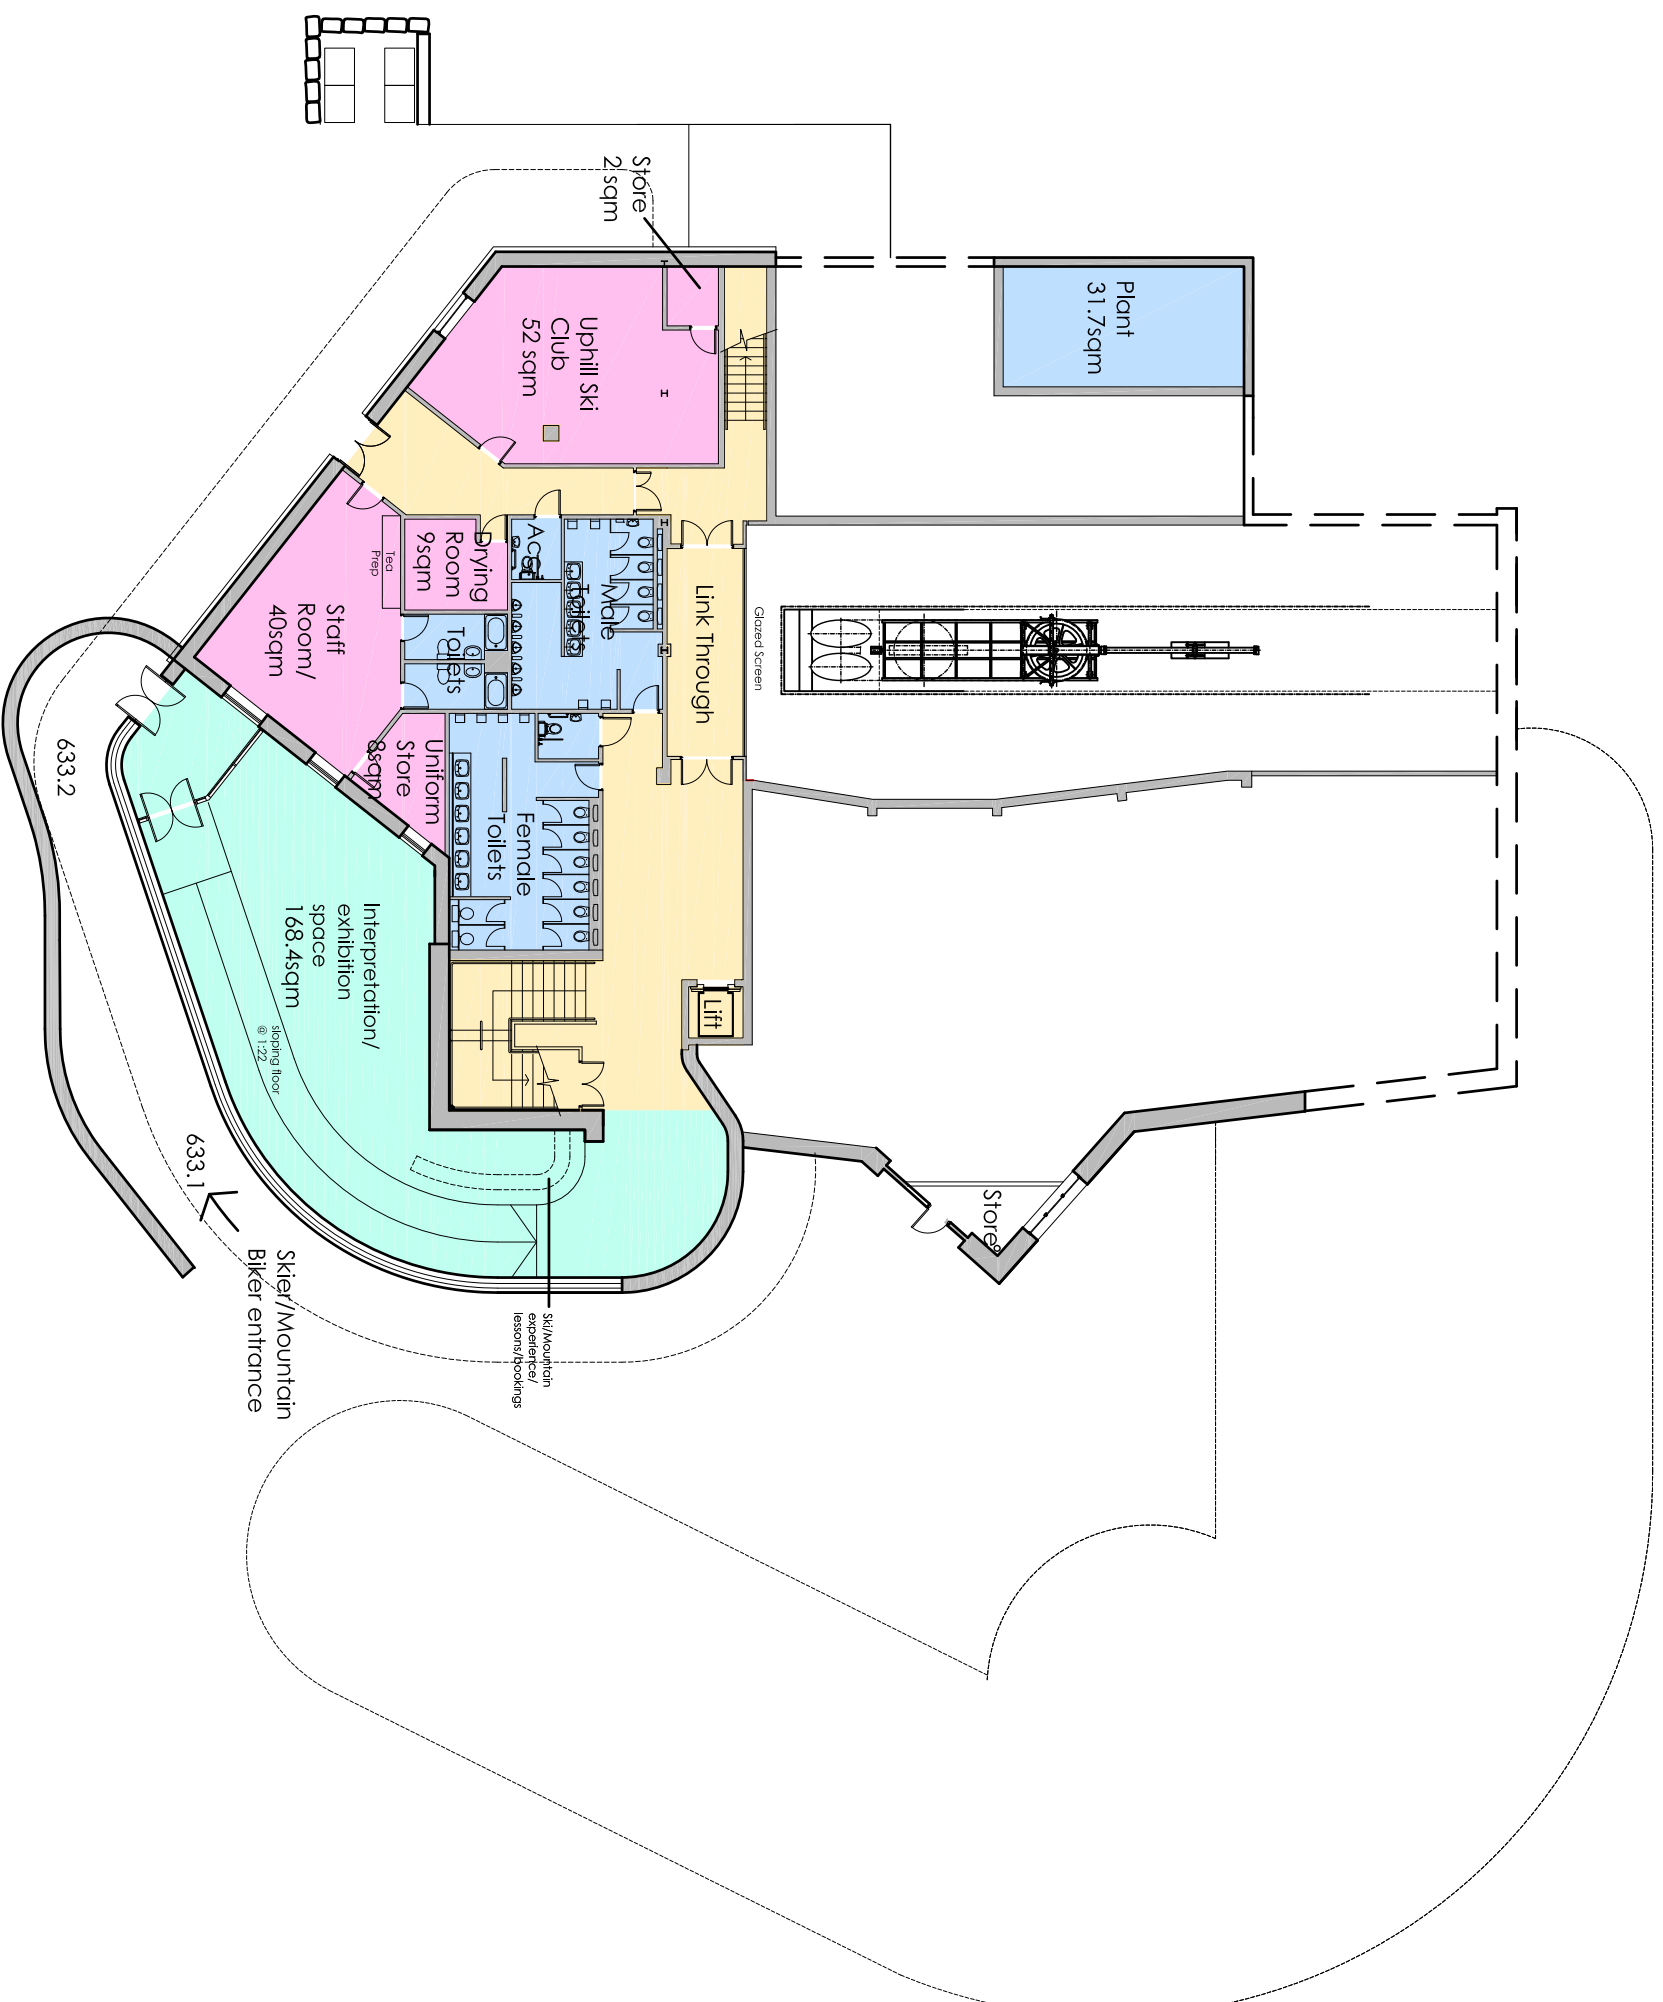 Store
2 sqm
Plant
31.7sqm
Uphill Ski
Club
52 sqm
Drying
Room
9sqm
Acc.
Male
Toilets
Link Through
Glazed Screen
Tea
Prep
Staff
Room/
40sqm
Toilets
Uniform
Store
8sqm
Female
Toilets
633.2
Interpretation/
exhibition
space
168.4sqm
sloping floor
@ 1:22
Lift
633.1
Skier/Mountain
Biker entrance
Ski/Mountain
experience/
lessons/bookings
Store